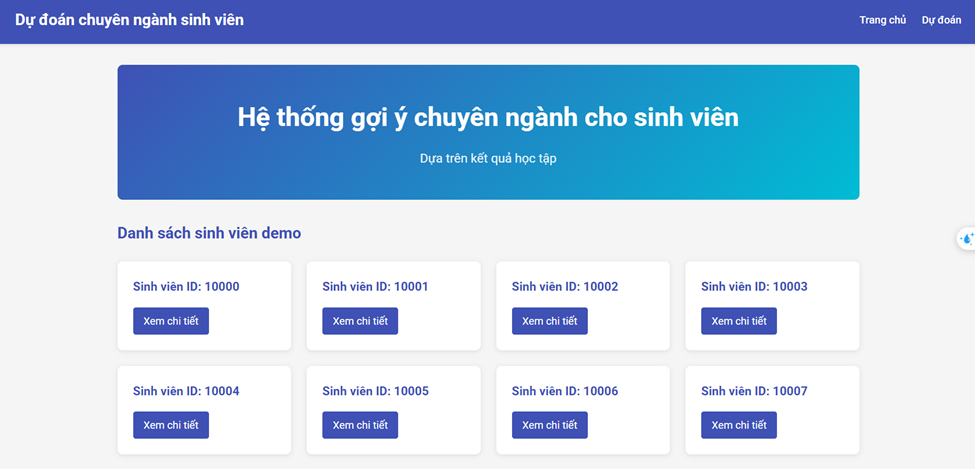 Dự đoán chuyên ngành sinh viên
Trang chủ Dự đoán
Hệ thống gợi ý chuyên ngành cho sinh viên
Dựa trên kết quả học tập
Danh sách sinh viên demo
Sinh viên ID: 10000
Xem chi tiết
Sinh viên ID: 10001
Xem chi tiết
Sinh viên ID: 10002
Xem chi tiết
Sinh viên ID: 10003
Xem chi tiết
Sinh viên ID: 10004
Xem chi tiết
Sinh viên ID: 10005
Xem chi tiết
Sinh viên ID: 10006
Xem chi tiết
Sinh viên ID: 10007
Xem chi tiết